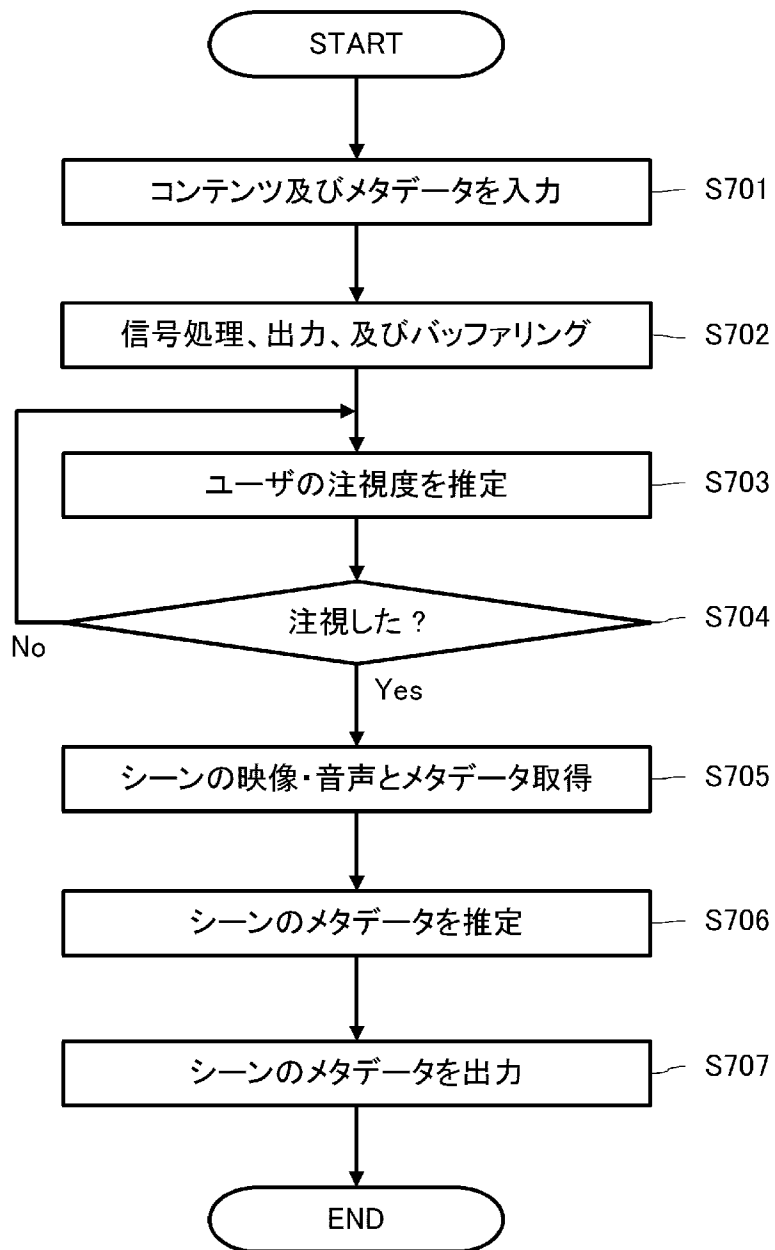 START
コンテンツ及びメタデータを入力
S701
信号処理、出力、及びバッファリング
S702
ユーザの注視度を推定
S703
注視した？
S704
No
Yes
シーンの映像・音声とメタデータ取得
S705
シーンのメタデータを推定
S706
シーンのメタデータを出力
S707
END